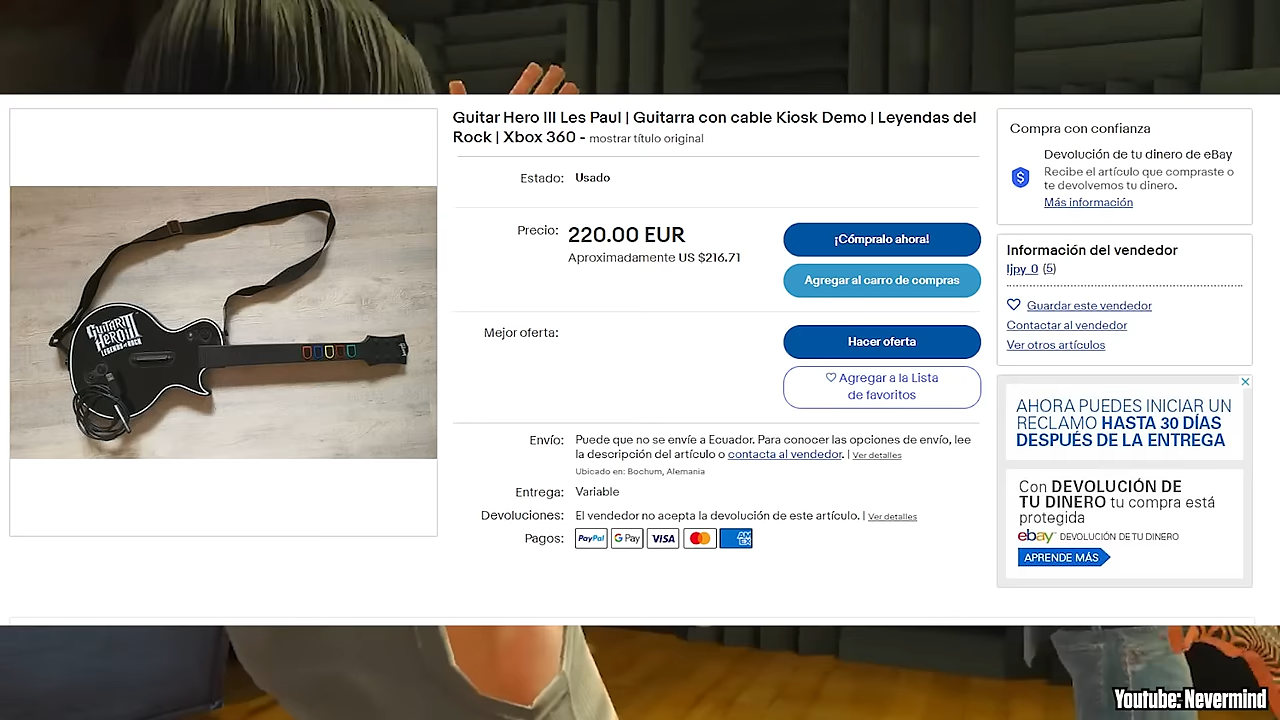 Guitar Hero III Les Paul | Guitarra con cable Kiosk Demo | Leyendas del
Rock | Xbox 360 - mostrar título original
Estado: Usado
Precio: 220.00 EUR
Aproximadamente US $216.71
¡Cómpralo ahora!
Agregar al carro de compras
Mejor oferta:
Hacer oferta
Agregar a la Lista
de favoritos
Envío: Puede que no se envíe a Ecuador. Para conocer las opciones de envío, lee
la descripción del artículo o contacta al vendedor. | Ver detalles
Ubicado en: Bochum, Alemania
Entrega: Variable
Devoluciones: El vendedor no acepta la devolución de este artículo. | Ver detalles
Pagos: PayPal G Pay VISA AM EX
GUITAR HERO III
LEGENDS OF ROCK
Compra con confianza
Devolución de tu dinero de eBay
Recibe el artículo que compraste o
te devolvemos tu dinero.
Más información
Información del vendedor
ljpy_0 (5)
Guardar este vendedor
Contactar al vendedor
Ver otros artículos
AHORA PUEDES INICIAR UN
RECLAMO HASTA 30 DÍAS
DESPUÉS DE LA ENTREGA
Con DEVOLUCIÓN DE
TU DINERO tu compra está
protegida
ebay DEVOLUCIÓN DE TU DINERO
APRENDE MÁS
Youtube: Nevermind